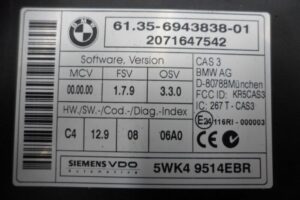 BMW
61.35-6943838-01
2071647542
Software, Version
MCV FSV OSV
00.00 1.7.9 3.3.0
HW./SW.-/Cod.-/Diag.-Index
C4 12.9 08 06A0
CAS 3
BMW AG
D-80788München
FCC ID: KR5CAS3
IC: 267 T - CAS3
E24 116RI - 000003
SIEMENS VDO
Automotive
5WK4 9514EBR